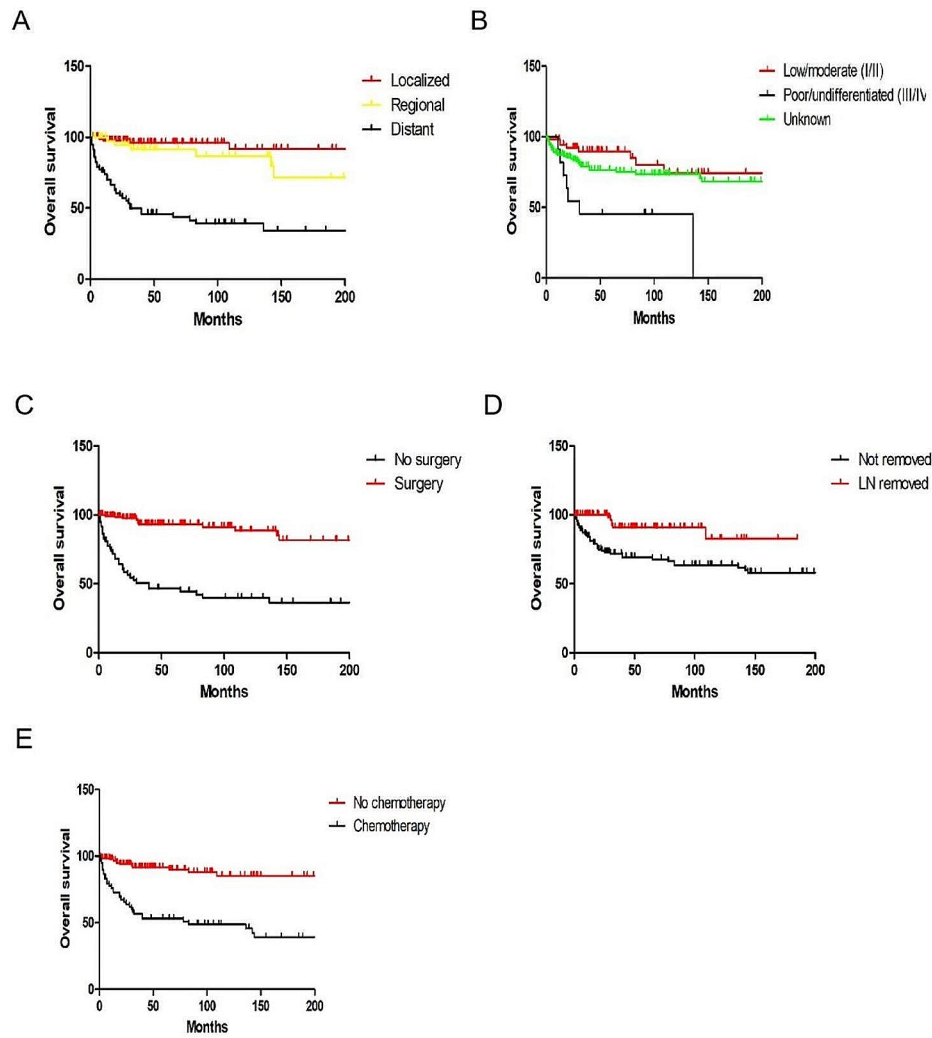 A
Overall survival
150
100
50
0
0 50 100 150 200
Months
Localized
Regional
Distant
B
Overall survival
150
100
50
0
0 50 100 150 200
Months
Low/moderate (I/II)
Poor/undifferentiated (III/IV
Unknown
C
Overall survival
150
100
50
0
0 50 100 150 200
Months
No surgery
Surgery
D
Overall survival
150
100
50
0
0 50 100 150 200
Months
Not removed
LN removed
E
Overall survival
150
100
50
0
0 50 100 150 200
Months
No chemotherapy
Chemotherapy